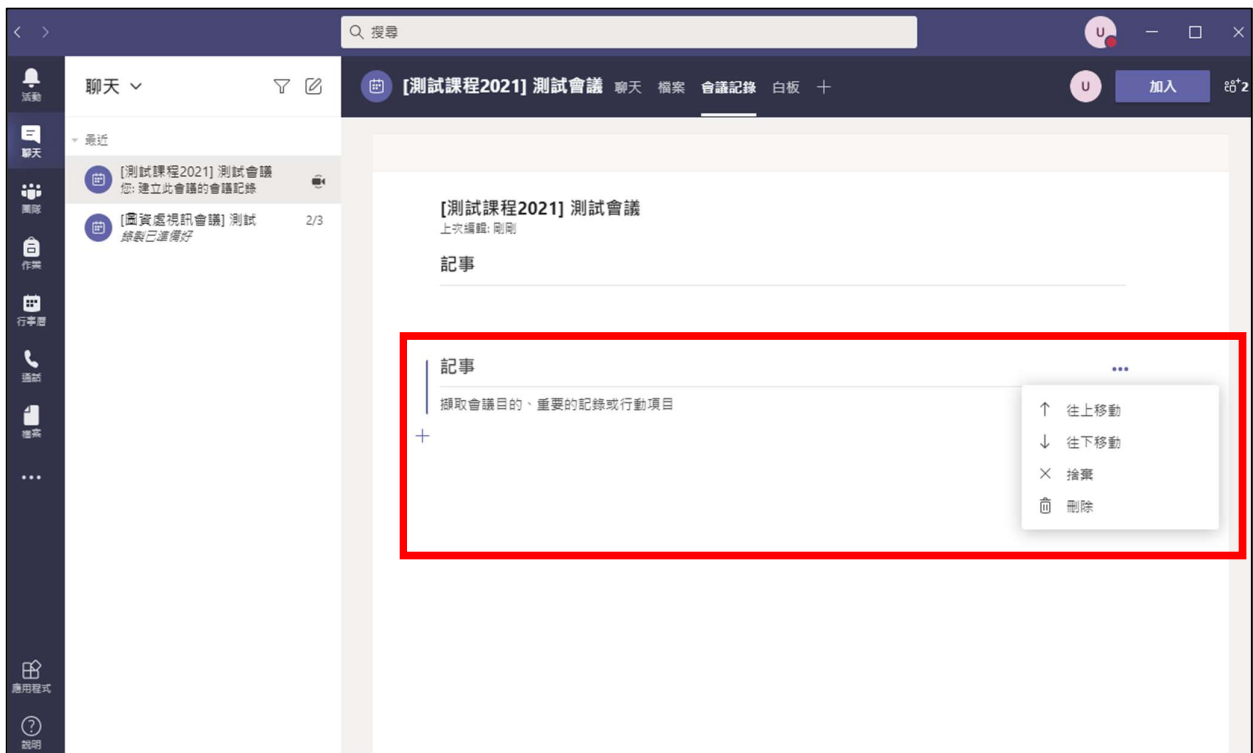 搜尋
U
活動
聊天
團隊
作業
行事曆
通話
檔案
應用程式
說明
聊天
最近
[測試課程2021] 測試會議
您: 建立此會議的會議記錄
[圖資處視訊會議] 測試
2/3
錄製已準備好
[測試課程2021] 測試會議 聊天 檔案 會議記錄 白板
U
加入
2
[測試課程2021] 測試會議
上次編輯: 剛剛
記事
記事
擷取會議目的、重要的記錄或行動項目
往上移動
往下移動
捨棄
刪除